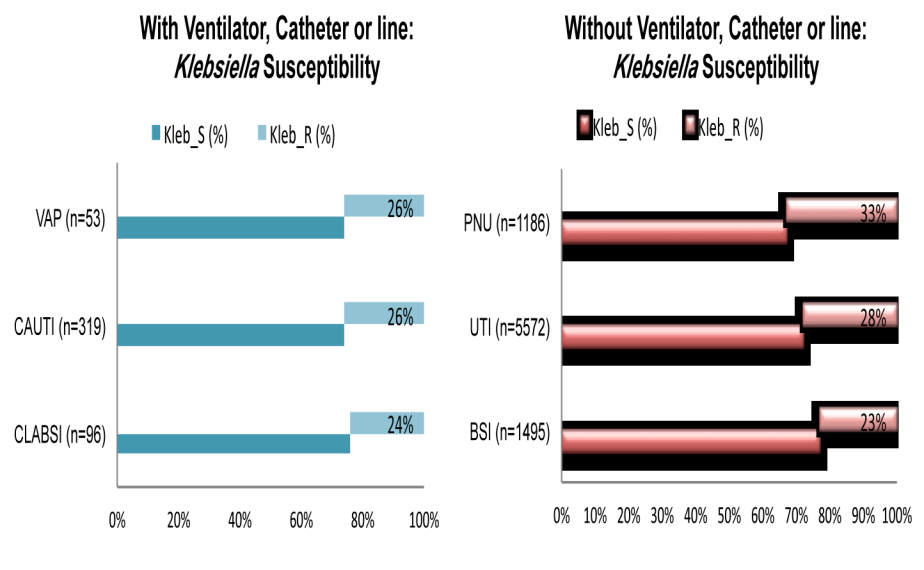 With Ventilator, Catheter or line:
Klebsiella Susceptibility
Kleb_S (%) Kleb_R (%)
VAP (n=53)
26%
CAUTI (n=319)
26%
CLABSI (n=96)
24%
0% 20% 40% 60% 80% 100%
Without Ventilator, Catheter or line:
Klebsiella Susceptibility
Kleb_S (%) Kleb_R (%)
PNU (n=1186)
33%
UTI (n=5572)
28%
BSI (n=1495)
23%
0% 10% 20% 30% 40% 50% 60% 70% 80% 90% 100%